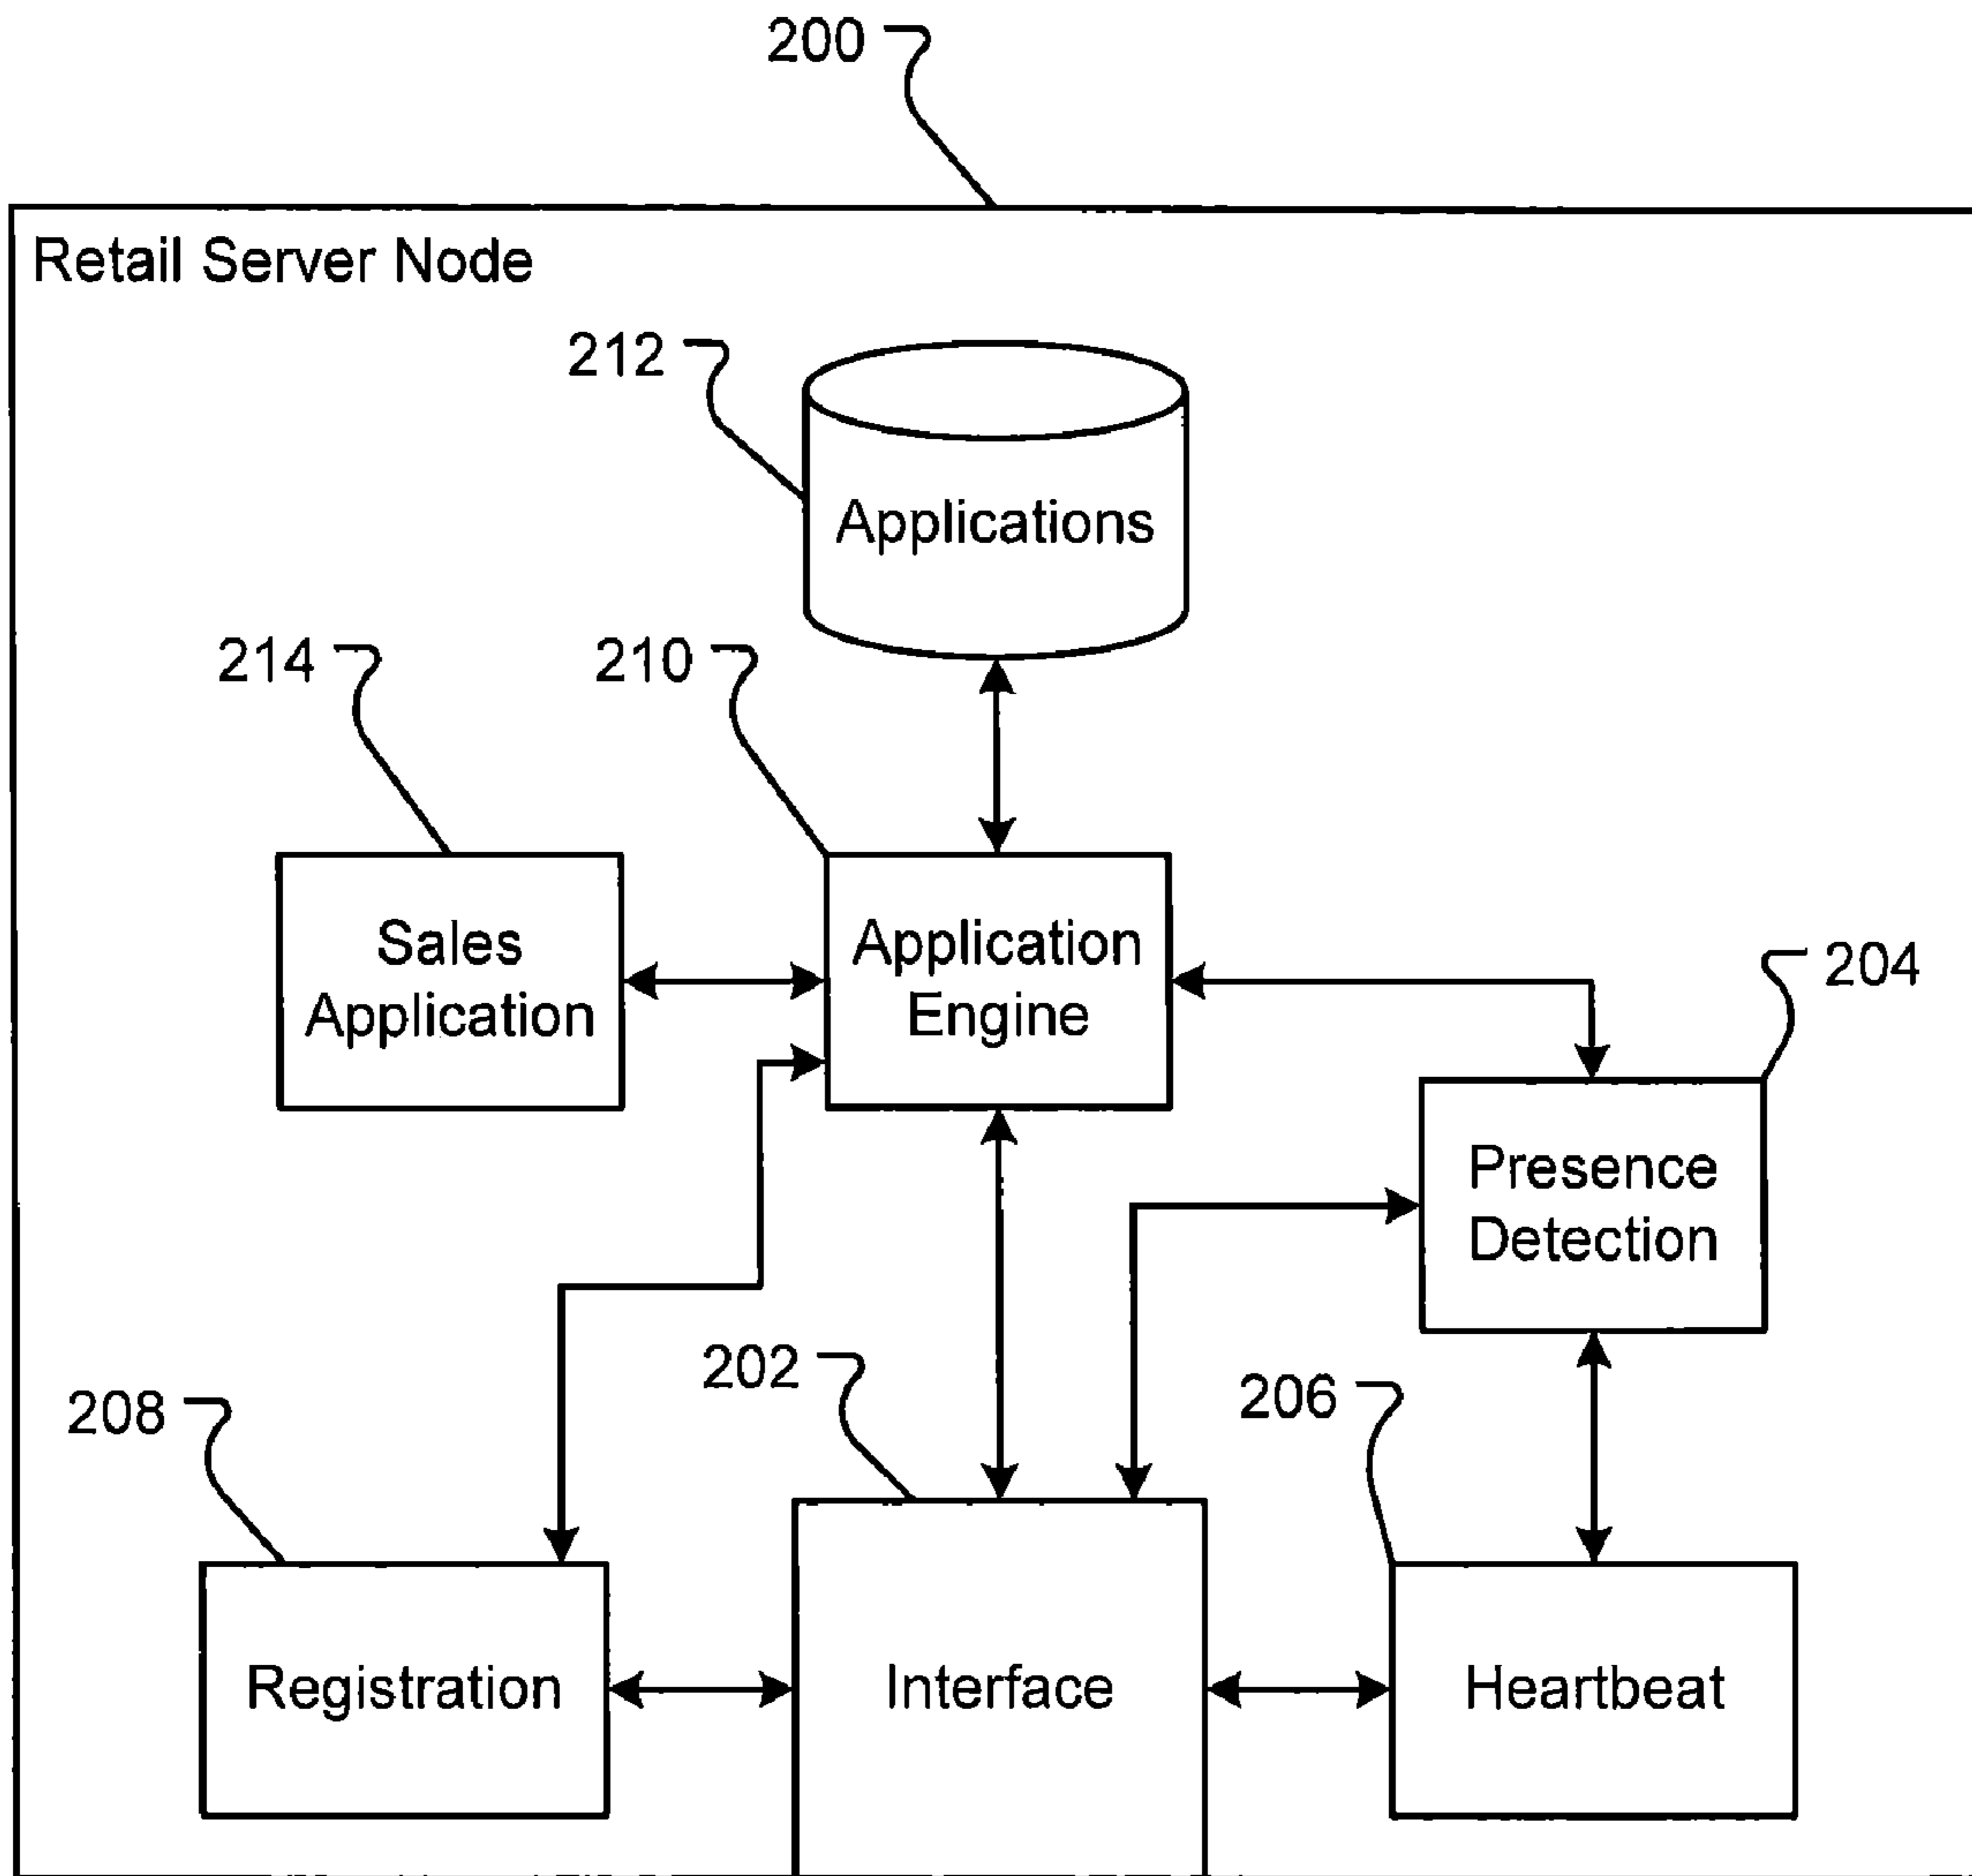 200
Retail Server Node
212
Applications
214
210
Sales
Application
Application
Engine
204
Presence
Detection
202
206
208
Registration
Interface
Heartbeat